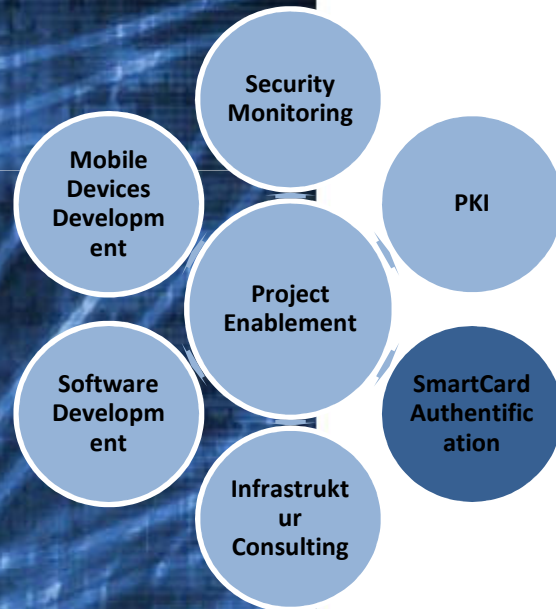 Security
Monitoring
Mobile
Devices
Developm
ent
PKI
Project
Enablement
Software
Developm
ent
SmartCard
Authentific
ation
Infrastrukt
ur
Consulting